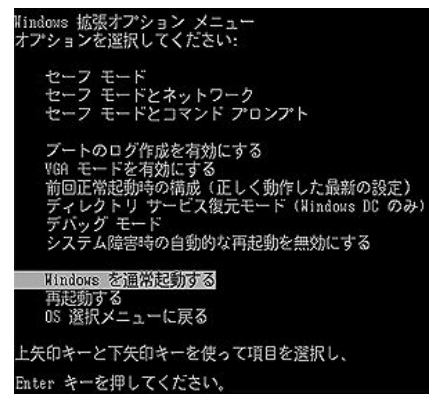 Windows 拡張オプション メニュー
オプションを選択してください:
セーフ モード
セーフ モードとネットワーク
セーフ モードとコマンド プロンプト
ブートのログ作成を有効にする
VGA モードを有効にする
前回正常起動時の構成 (正しく動作した最新の設定)
ディレクトリ サービス復元モード (Windows DC のみ)
デバッグ モード
システム障害時の自動的な再起動を無効にする
Windows を通常起動する
再起動する
OS 選択メニューに戻る
上矢印キーと下矢印キーを使って項目を選択し、
Enter キーを押してください。